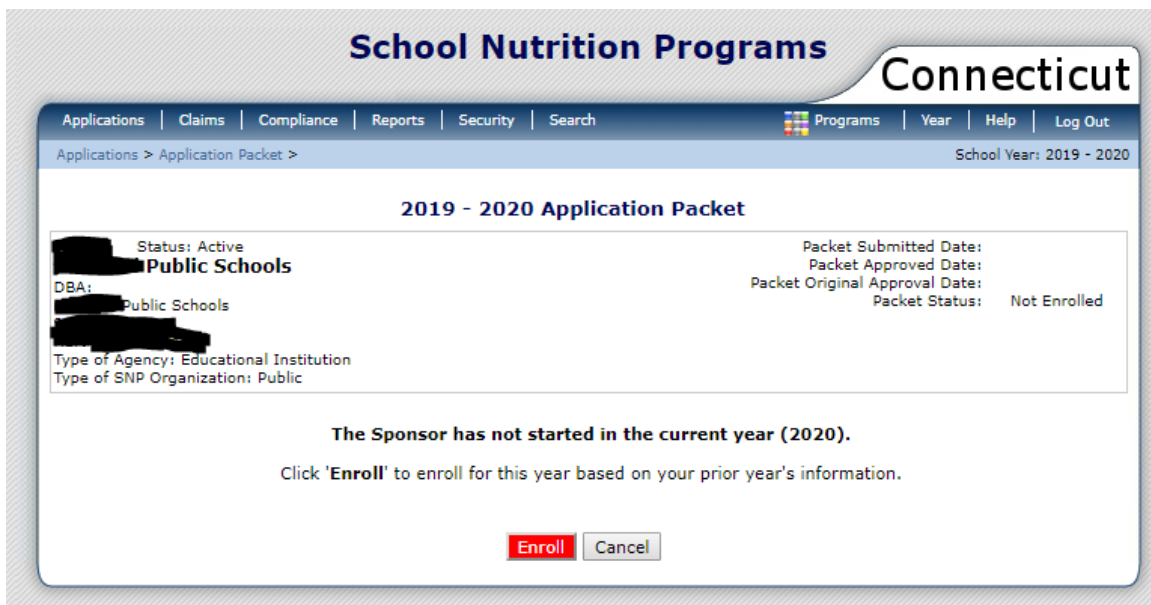 School Nutrition Programs
Connecticut
Applications | Claims | Compliance | Reports | Security | Search Programs | Year | Help | Log Out
Applications > Application Packet > School Year: 2019 - 2020
2019 - 2020 Application Packet
Status: Active
Public Schools
DBA:
Public Schools
Type of Agency: Educational Institution
Type of SNP Organization: Public
Packet Submitted Date:
Packet Approved Date:
Packet Original Approval Date:
Packet Status: Not Enrolled
The Sponsor has not started in the current year (2020).
Click 'Enroll' to enroll for this year based on your prior year's information.
Enroll Cancel